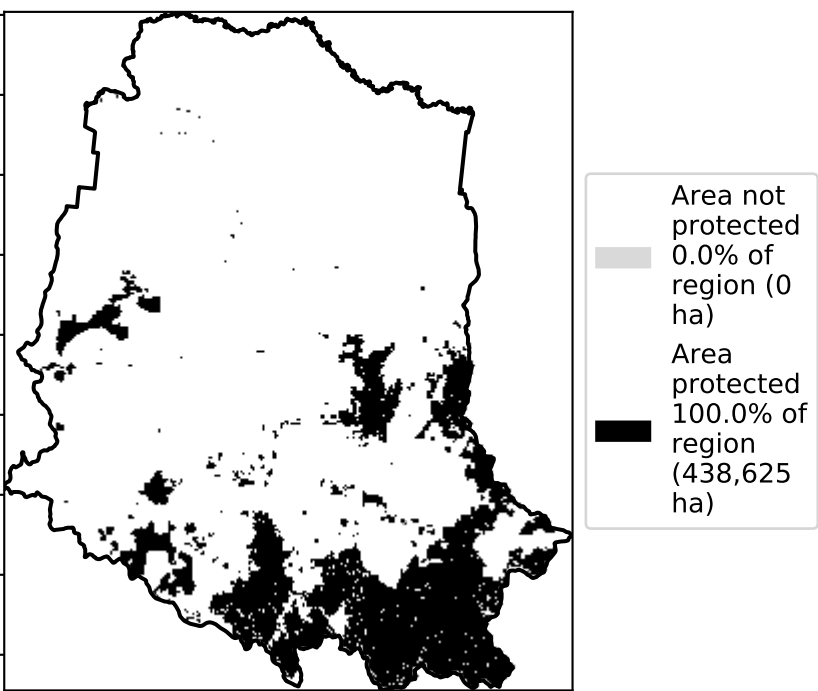 Area not
protected
0.0% of
region (0
ha)
Area
protected
100.0% of
region
(438,625
ha)